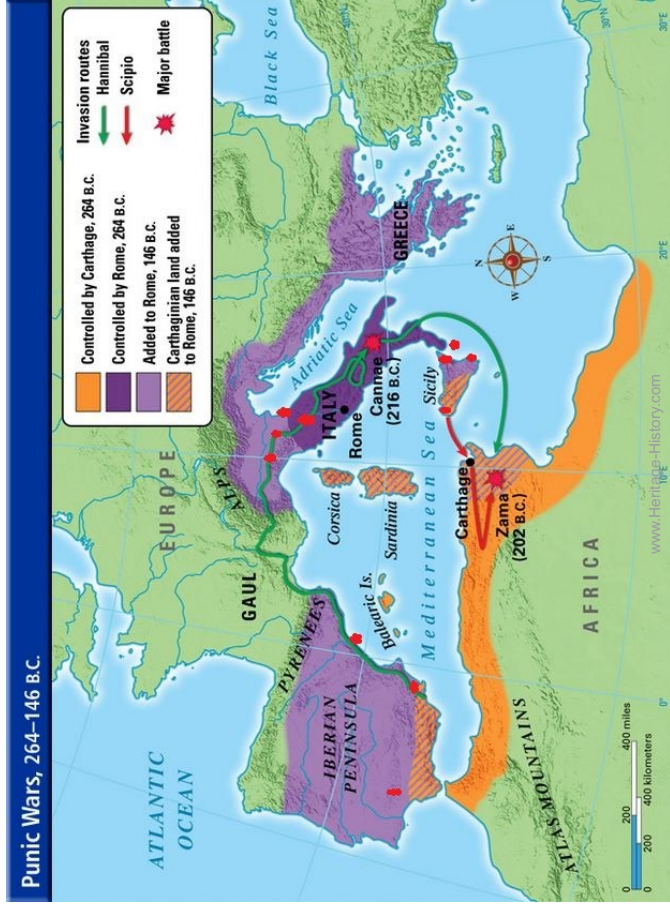 Punic Wars, 264–146 B.C.
Controlled by Carthage, 264 B.C.
Controlled by Rome, 264 B.C.
Added to Rome, 146 B.C.
Carthaginian land added
to Rome, 146 B.C.
Invasion routes
Hannibal
Scipio
Major battle
ATLANTIC
OCEAN
EUROPE
GAUL
ALPS
PYRENEES
IBERIAN
PENINSULA
Black Sea
Adriatic Sea
ITALY
Rome
Cannae
(216 B.C.)
GREECE
Corsica
Sardinia
Balearic Is.
Sicily
Mediterranean Sea
Carthage
Zama
(202 B.C.)
N
W
E
S
ATLAS MOUNTAINS
AFRICA
0°
10°E
20°E
30°E
30°N
0 200 400 miles
0 200 400 kilometers
www.Heritage-History.com